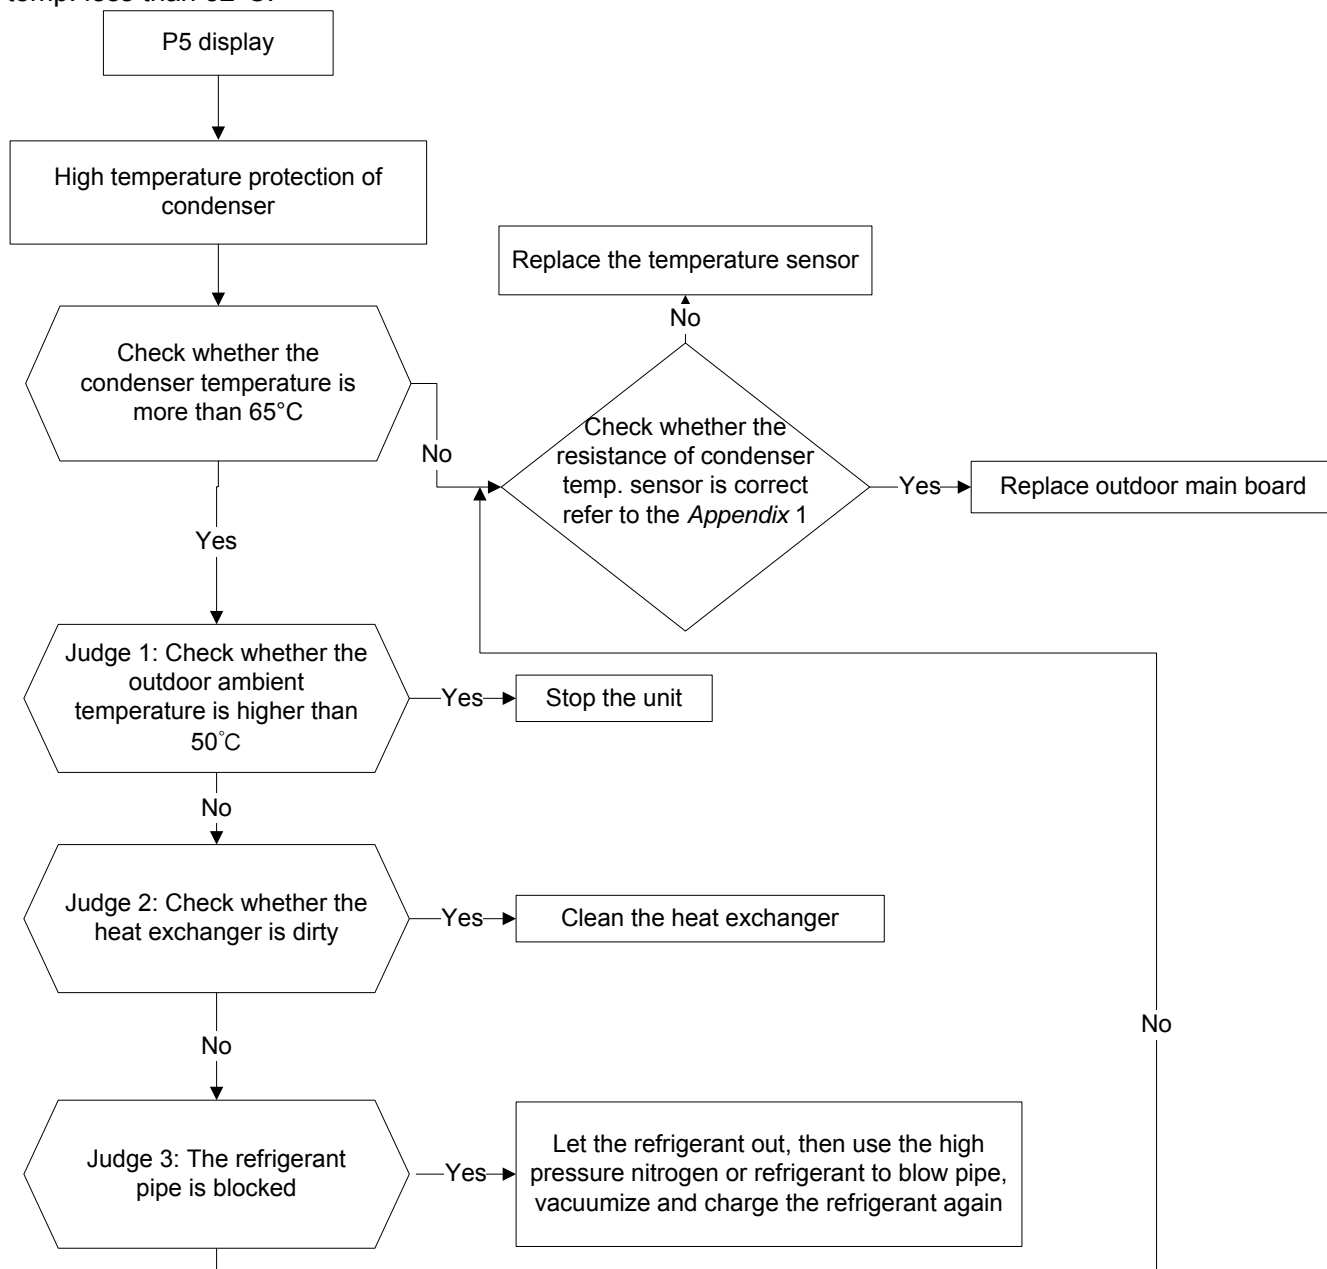 P5 display
High temperature protection of
condenser
Replace the temperature sensor
No
Check whether the
condenser temperature is
more than 65°C
No
Check whether the
resistance of condenser
temp. sensor is correct
refer to the Appendix 1
Yes
Replace outdoor main board
Yes
Judge 1: Check whether the
outdoor ambient
temperature is higher than
50°C
Yes
Stop the unit
No
Judge 2: Check whether the
heat exchanger is dirty
Yes
Clean the heat exchanger
No
No
Judge 3: The refrigerant
pipe is blocked
Yes
Let the refrigerant out, then use the high
pressure nitrogen or refrigerant to blow pipe,
vacuumize and charge the refrigerant again